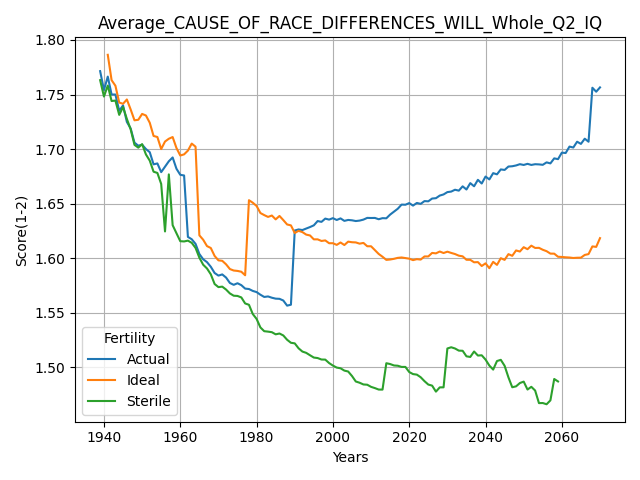 Average_CAUSE_OF_RACE_DIFFERENCES_WILL_Whole_Q2_IQ
1.80
1.75
1.70
1.65
1.60
1.55
1.50
Score(1-2)
Fertility
Actual
Ideal
Sterile
1940
1960
1980
2000
2020
2040
2060
Years